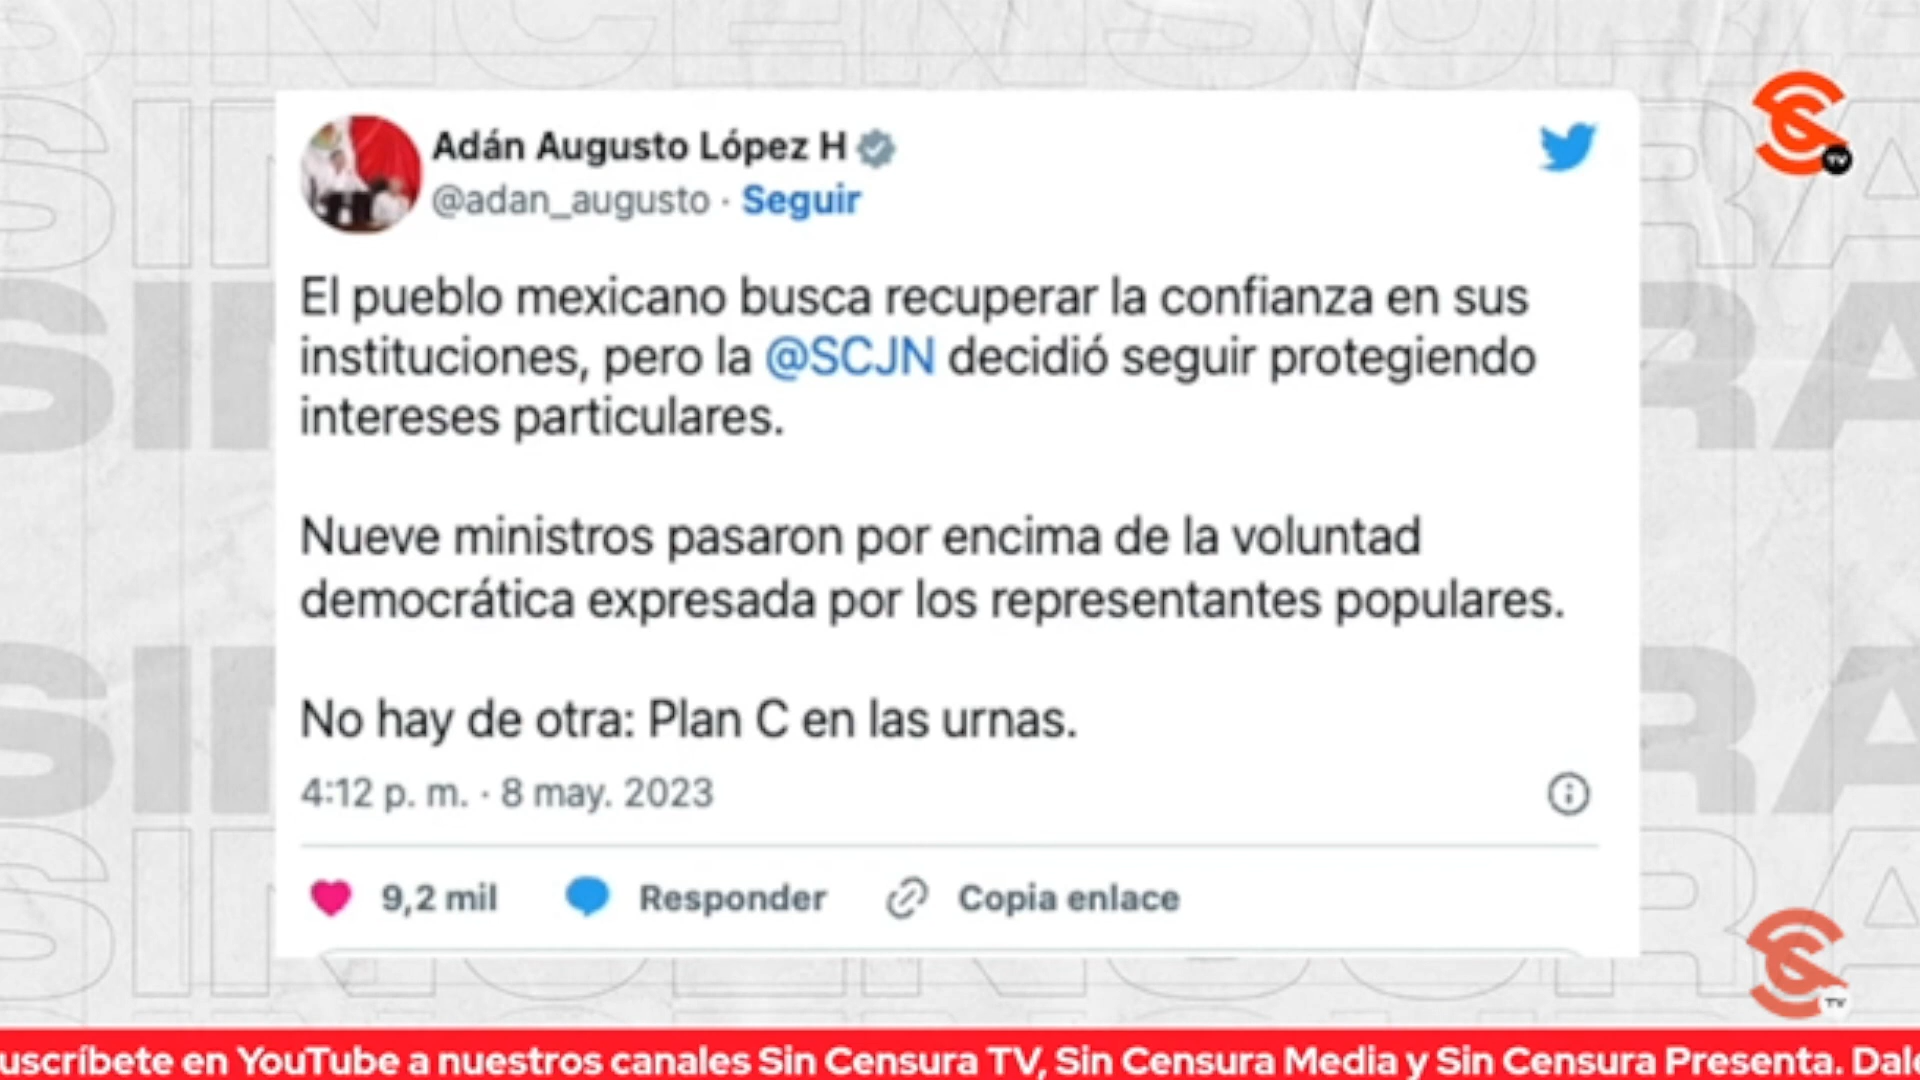 Adán Augusto López H
@adan_augusto · Seguir
El pueblo mexicano busca recuperar la confianza en sus
instituciones, pero la @SCJN decidió seguir protegiendo
intereses particulares.
Nueve ministros pasaron por encima de la voluntad
democrática expresada por los representantes populares.
No hay de otra: Plan C en las urnas.
4:12 p. m. · 8 may. 2023
9,2 mil Responder Copia enlace
TV
TV
uscríbete en YouTube a nuestros canales Sin Censura TV, Sin Censura Media y Sin Censura Presenta. Dale